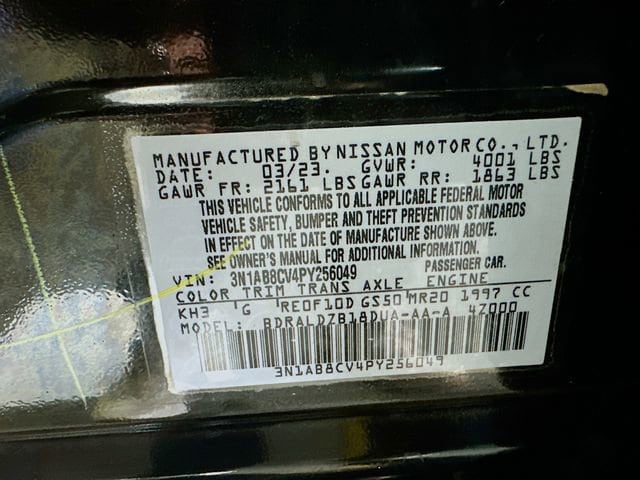 MANUFACTURED BY NISSAN MOTOR CO., LTD.
DATE: 03/23. GVWR: 4001 LBS
GAWR FR: 2161 LBS GAWR RR: 1863 LBS
THIS VEHICLE CONFORMS TO ALL APPLICABLE FEDERAL MOTOR
VEHICLE SAFETY, BUMPER AND THEFT PREVENTION STANDARDS
IN EFFECT ON THE DATE OF MANUFACTURE SHOWN ABOVE.
SEE OWNER'S MANUAL FOR ADDITIONAL INFORMATION.
VIN: 3N1AB8CV4PY256049 PASSENGER CAR.
COLOR TRIM TRANS AXLE ENGINE
KH3 'G 'RE0F10D GS50 MR20 1997 CC
MODEL: BDRALDZB18DUA-AA-A 4Z000
3N1AB8CV4PY256049